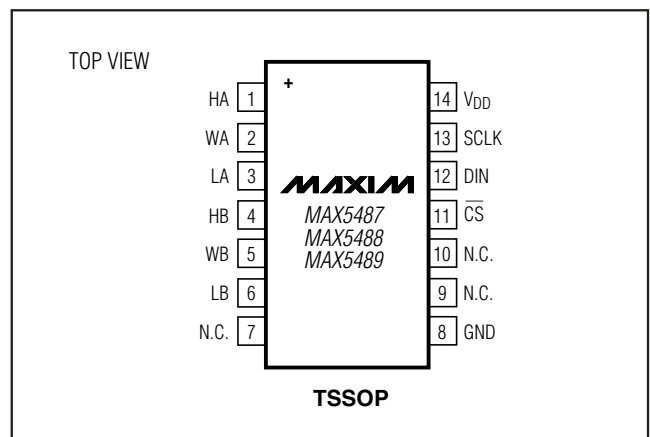 TOP VIEW
+
HA 1
WA 2
LA 3
HB 4
WB 5
LB 6
N.C. 7
MAXIM
MAX5487
MAX5488
MAX5489
14 VDD
13 SCLK
12 DIN
11 C̅S̅
10 N.C.
9 N.C.
8 GND
TSSOP